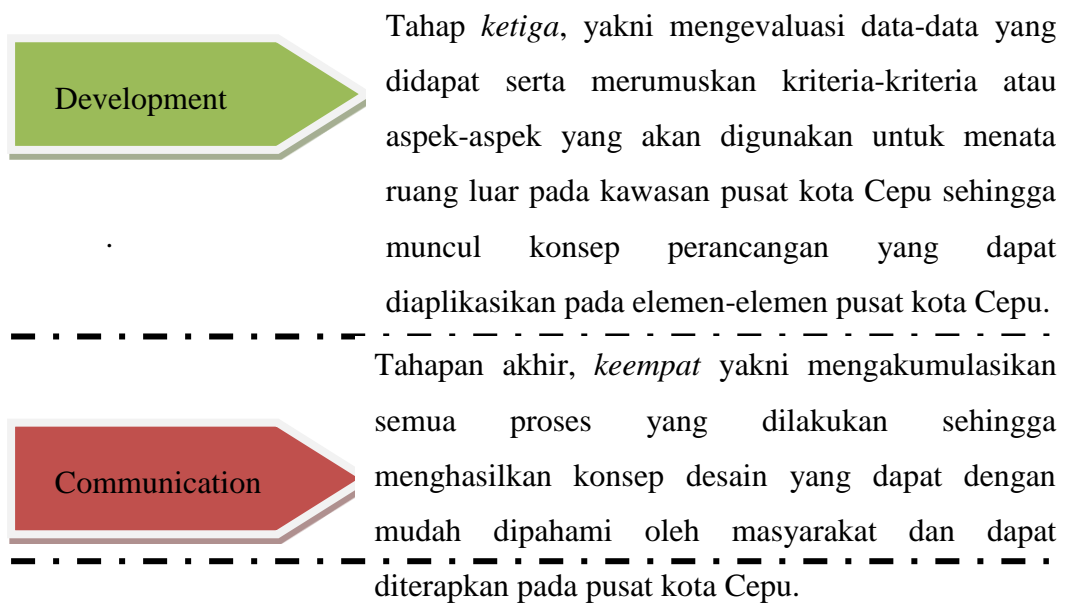 Tahap ketiga, yakni mengevaluasi data-data yang
didapat serta merumuskan kriteria-kriteria atau
aspek-aspek yang akan digunakan untuk menata
ruang luar pada kawasan pusat kota Cepu sehingga
muncul konsep perancangan yang dapat
diaplikasikan pada elemen-elemen pusat kota Cepu.
Development
.
Tahapan akhir, keempat yakni mengakumulasikan
semua proses yang dilakukan sehingga
menghasilkan konsep desain yang dapat dengan
mudah dipahami oleh masyarakat dan dapat
diterapkan pada pusat kota Cepu.
Communication